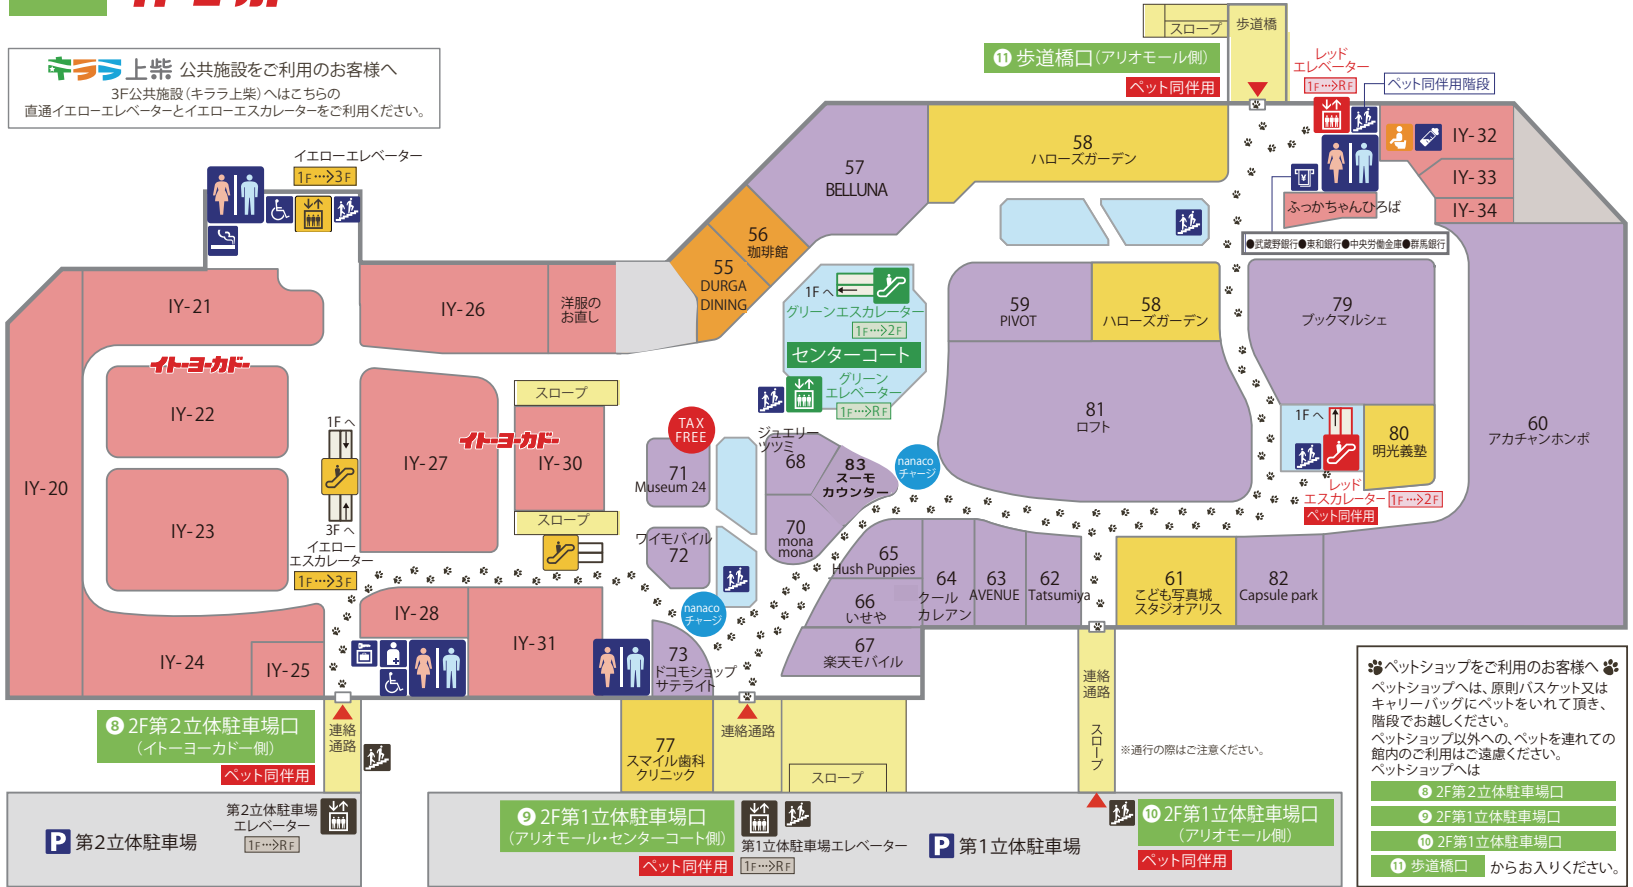 キララ上柴 公共施設をご利用のお客様へ
3F公共施設(キララ上柴)へはこちらの
直通イエローエレベーターとイエローエスカレーターをご利用ください。
スロープ
歩道橋
⑪ 歩道橋口(アリオモール側)
ペット同伴用
レッド
エレベーター
1F…>RF
ペット同伴用階段
イエローエレベーター
1F…>3F
58
ハローズガーデン
57
BELLUNA
56
珈琲館
55
DURGA
DINING
IY-32
IY-33
IY-34
ふっかちゃんひろば
●武蔵野銀行●東和銀行●中央労働金庫●群馬銀行
IY-21
IY-26
洋服の
お直し
1Fへ
グリーンエスカレーター
1F…>2F
センターコート
グリーン
エレベーター
1F…>RF
59
PIVOT
58
ハローズガーデン
79
ブックマルシェ
イトーヨーカドー
IY-22
IY-20
IY-23
1Fへ
3Fへ
イエロー
エスカレーター
1F…>3F
IY-27
イトーヨーカドー
スロープ
IY-30
スロープ
TAX
FREE
71
Museum 24
ワイモバイル
72
ジュエリー
ツツミ
68
83
スーモ
カウンター
nanaco
チャージ
70
mona
mona
81
ロフト
1Fへ
80
明光義塾
60
アカチャンホンポ
レッド
エスカレーター
1F…>2F
ペット同伴用
65
Hush Puppies
64
クール
カレアン
63
AVENUE
62
Tatsumiya
61
こども写真城
スタジオアリス
82
Capsule park
66
いせや
67
楽天モバイル
nanaco
チャージ
73
ドコモショップ
サテライト
IY-28
IY-31
IY-24
IY-25
⑧ 2F第2立体駐車場口
(イトーヨーカドー側)
ペット同伴用
連絡
通路
77
スマイル歯科
クリニック
連絡通路
スロープ
連絡
通路
スロープ
※通行の際はご注意ください。
P 第2立体駐車場
第2立体駐車場
エレベーター
1F…>RF
⑨ 2F第1立体駐車場口
(アリオモール・センターコート側)
ペット同伴用
第1立体駐車場エレベーター
1F…>RF
P 第1立体駐車場
⑩ 2F第1立体駐車場口
(アリオモール側)
ペット同伴用
ペットショップをご利用のお客様へ
ペットショップへは、原則バスケット又は
キャリーバッグにペットをいれて頂き、
階段でお越しください。
ペットショップ以外への、ペットを連れての
館内のご利用はご遠慮ください。
ペットショップへは
⑧ 2F第2立体駐車場口
⑨ 2F第1立体駐車場口
⑩ 2F第1立体駐車場口
⑪ 歩道橋口 からお入りください。